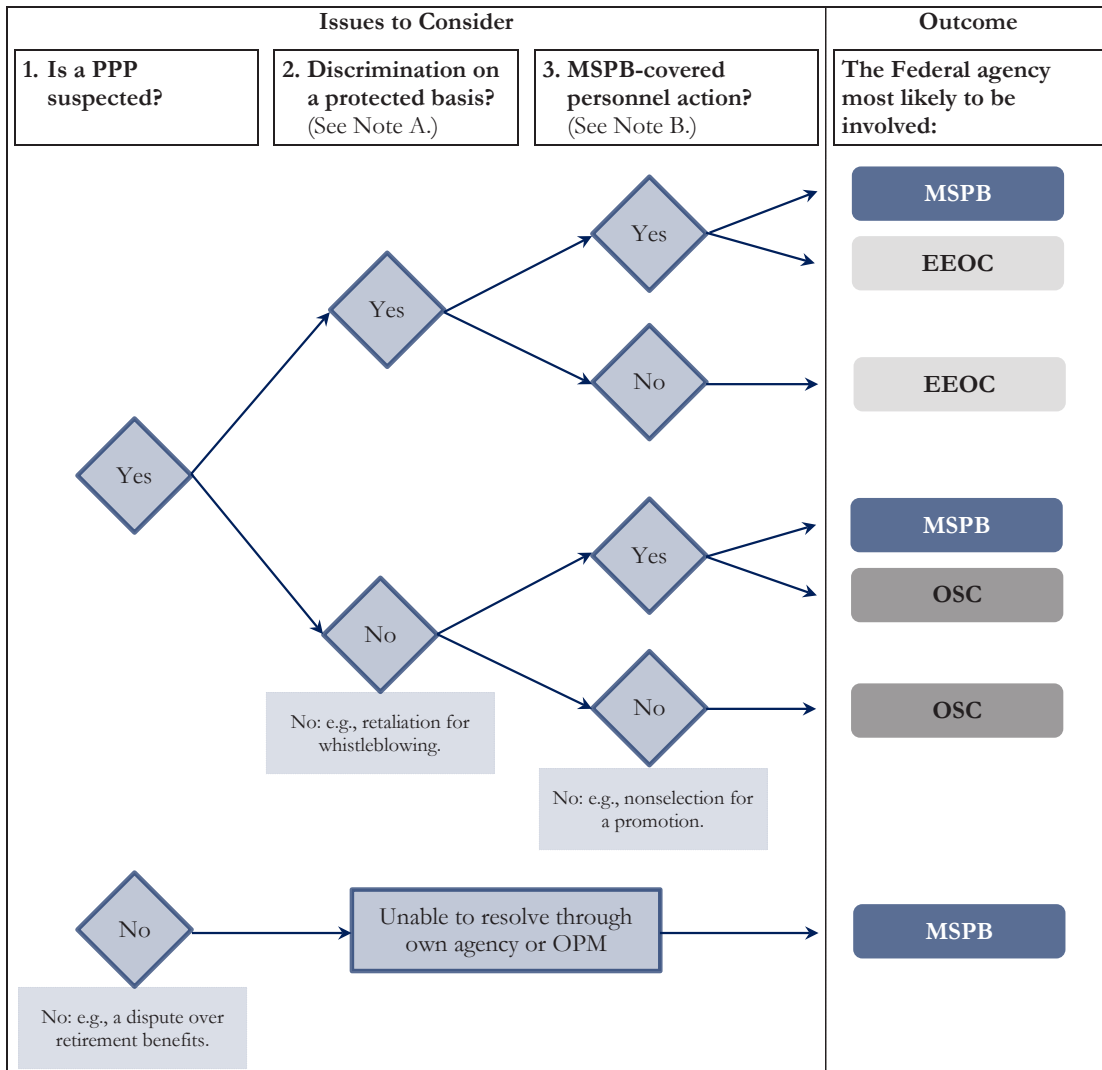 Issues to Consider
Outcome
1. Is a PPP
suspected?
2. Discrimination on
a protected basis?
(See Note A.)
3. MSPB-covered
personnel action?
(See Note B.)
The Federal agency
most likely to be
involved:
Yes
Yes
Yes
MSPB
EEOC
No
EEOC
No
Yes
MSPB
OSC
No
OSC
No: e.g., retaliation for
whistleblowing.
No: e.g., nonselection for
a promotion.
No
Unable to resolve through
own agency or OPM
MSPB
No: e.g., a dispute over
retirement benefits.